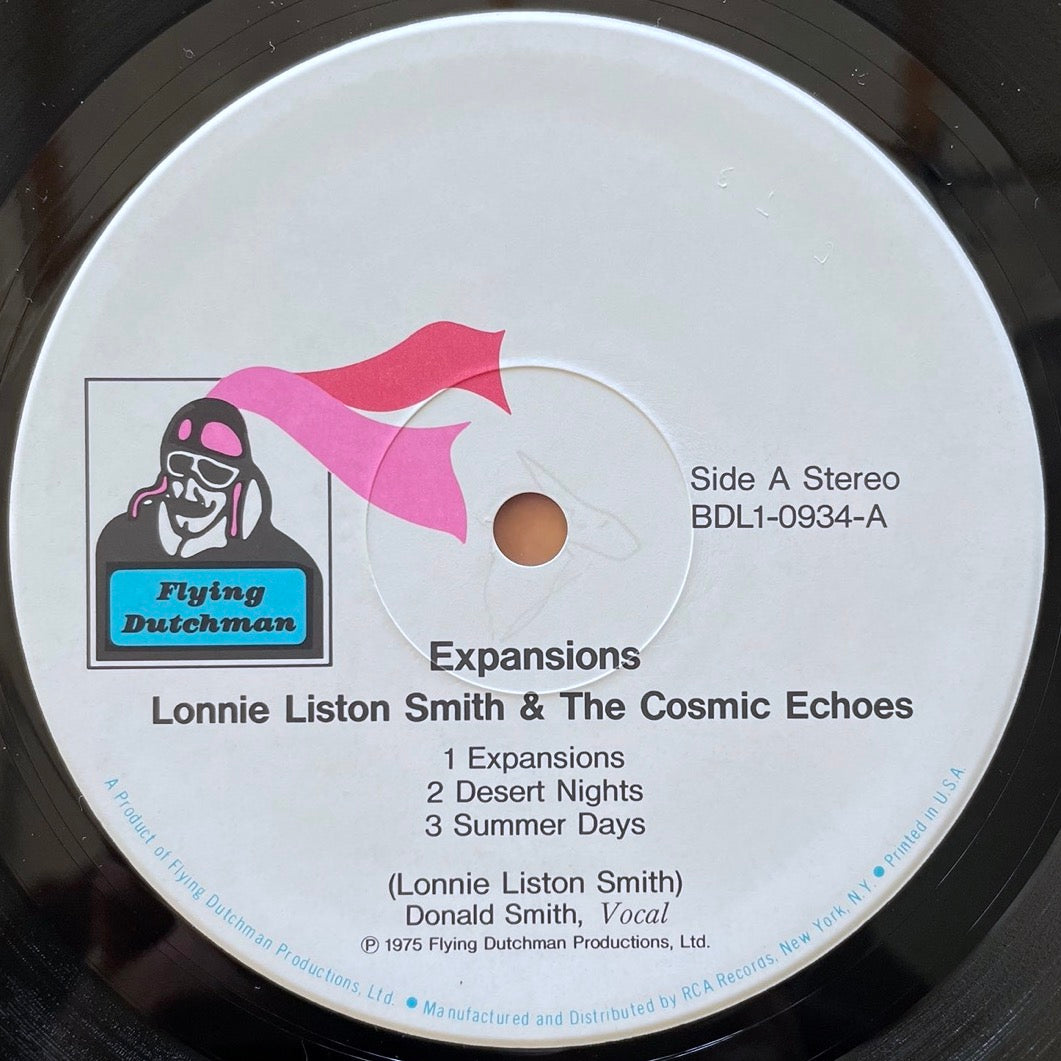 Flying
Dutchman
Side A Stereo
BDL1-0934-A
Expansions
Lonnie Liston Smith & The Cosmic Echoes
1 Expansions
2 Desert Nights
3 Summer Days
(Lonnie Liston Smith)
Donald Smith, Vocal
Ⓟ 1975 Flying Dutchman Productions, Ltd.
A Product of Flying Dutchman Productions, Ltd. ● Manufactured and Distributed by RCA Records, New York, N.Y. ● Printed in U.S.A.